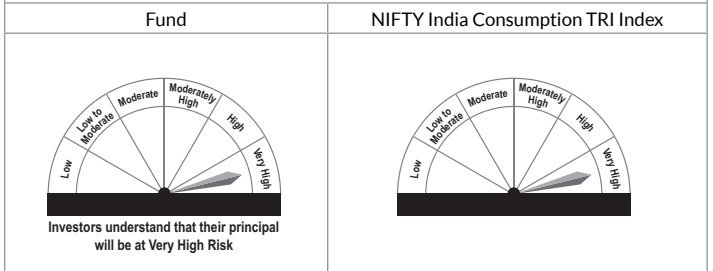 Fund
NIFTY India Consumption TRI Index
Low
Low to
Moderate
Moderate
Moderately
High
High
Very High
Investors understand that their principal
will be at Very High Risk
Low
Low to
Moderate
Moderate
Moderately
High
High
Very High